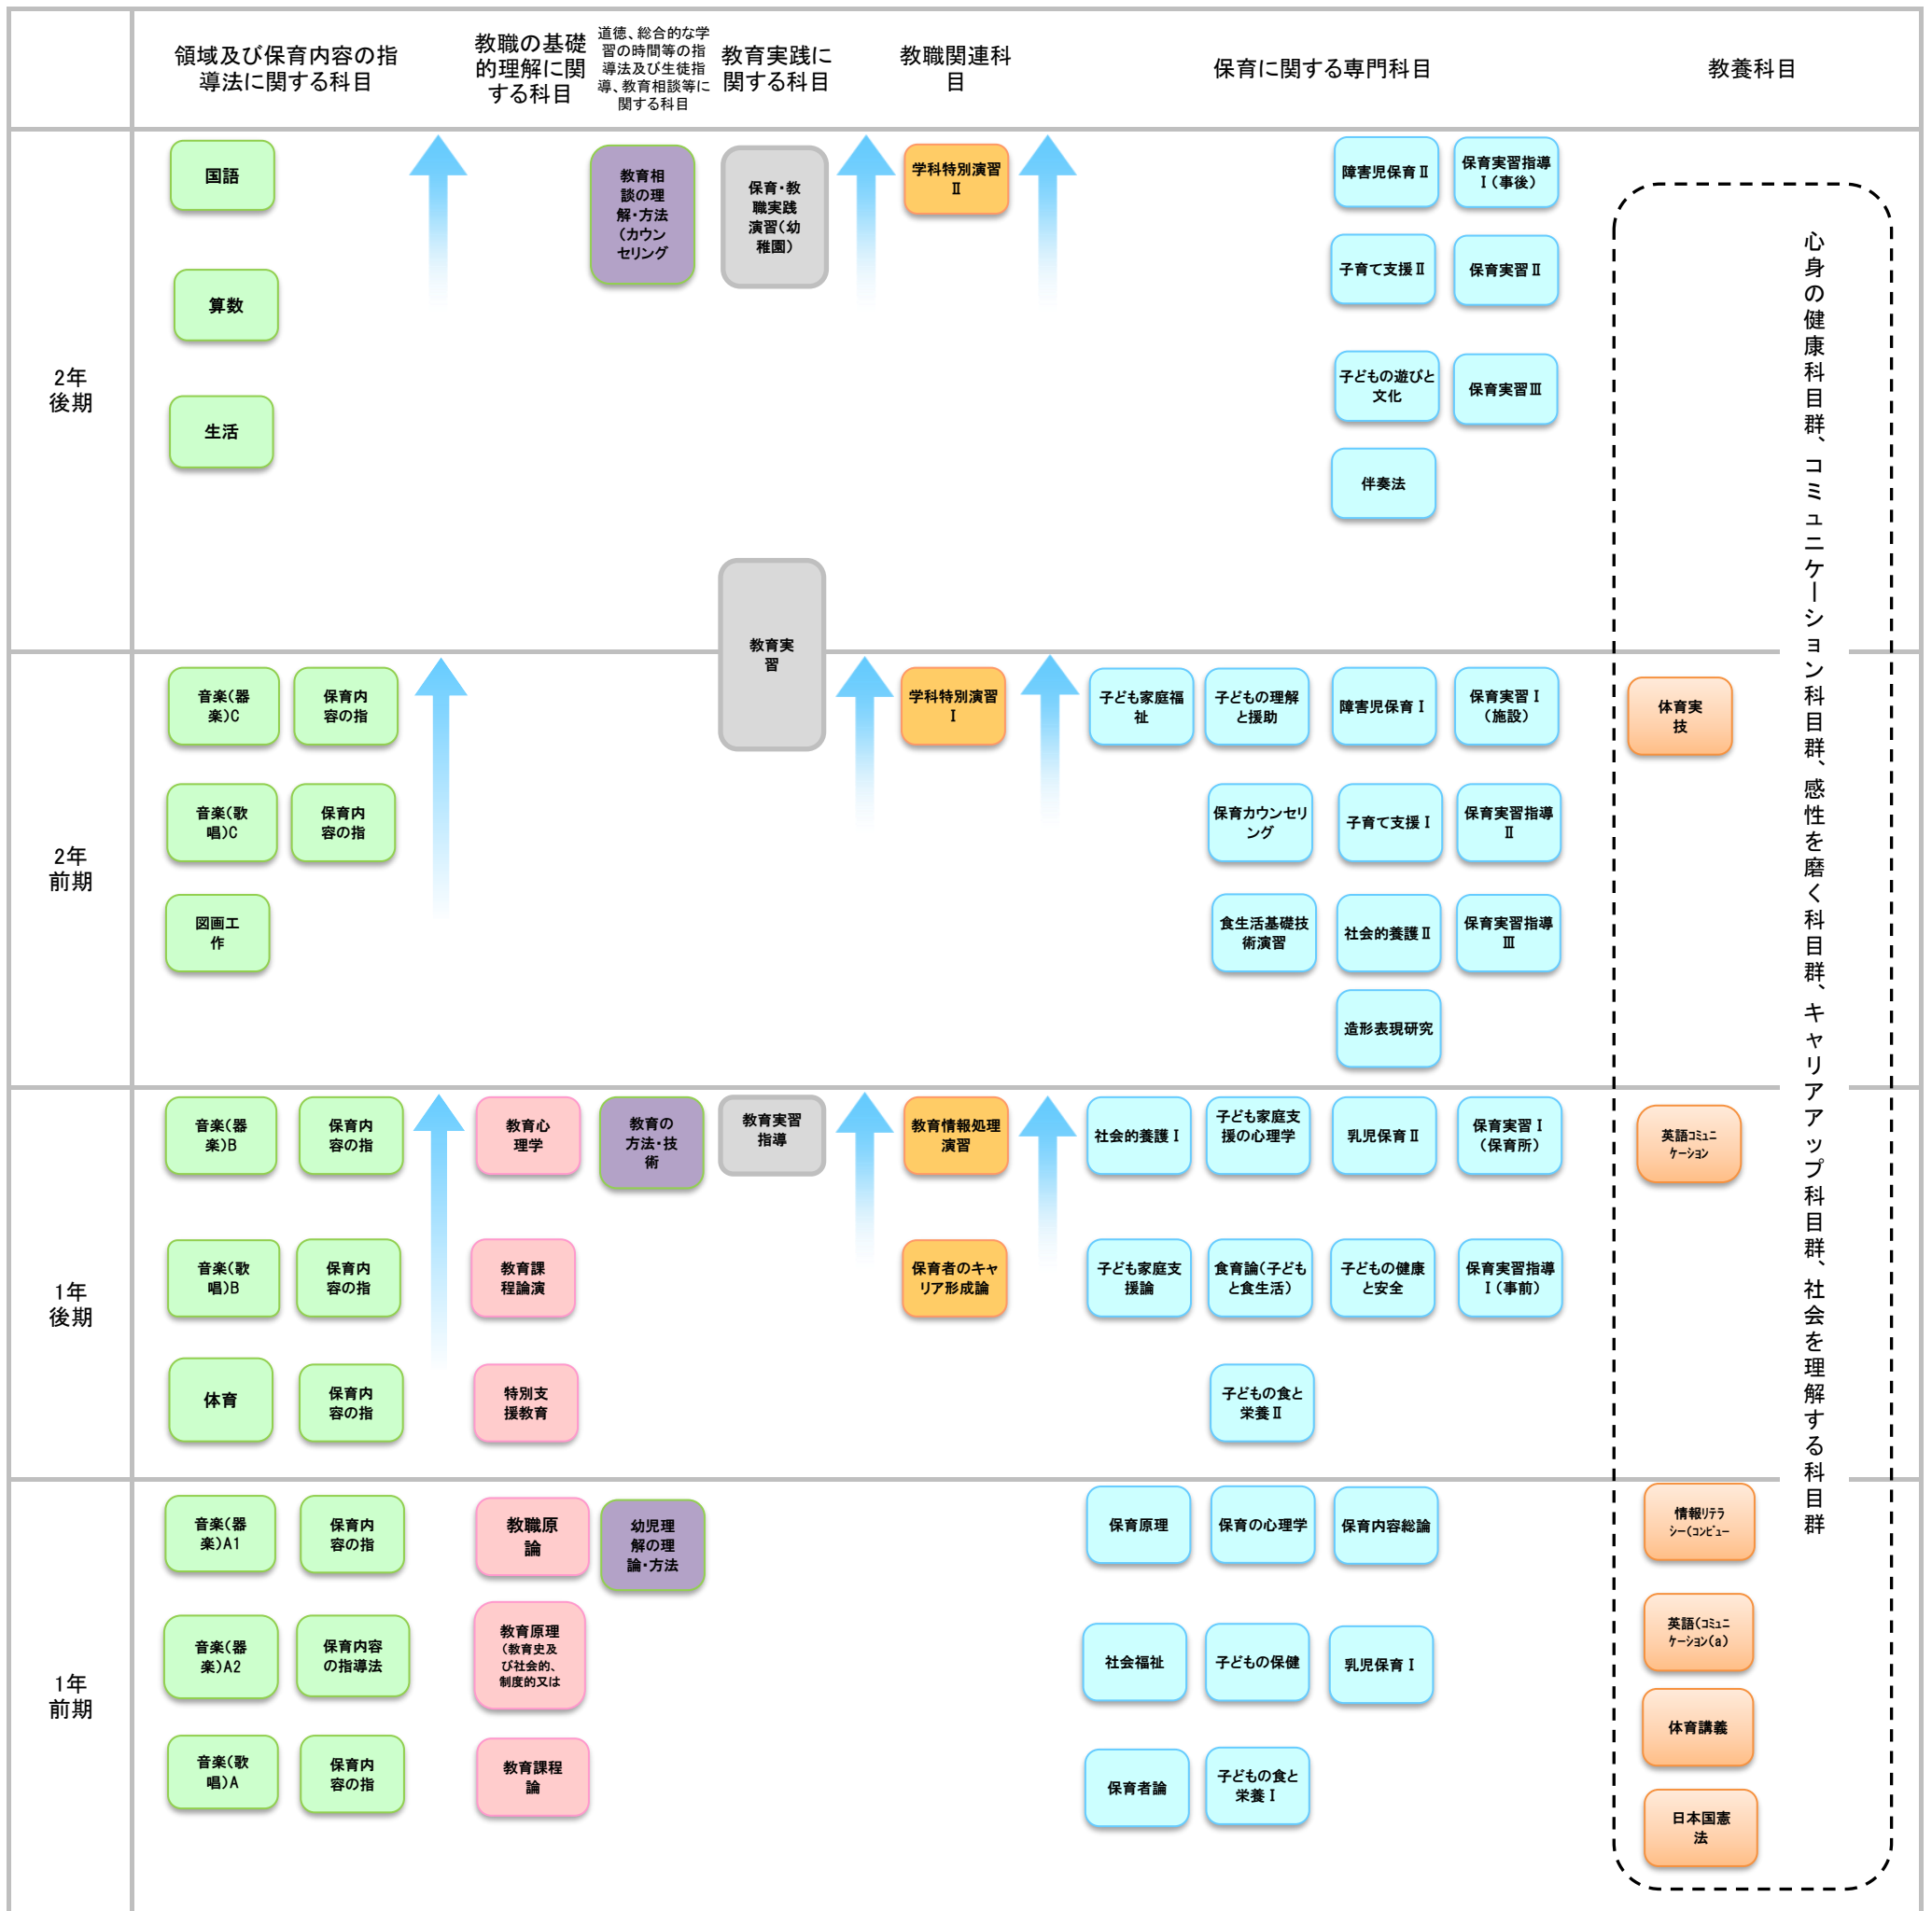 領域及び保育内容の指
導法に関する科目
教職の基礎
的理解に関
する科目
道徳、総合的な学
習の時間等の指
導法及び生徒指
導、教育相談等に
関する科目
教育実践に
関する科目
教職関連科
目
保育に関する専門科目
教養科目
2年
後期
国語
算数
生活
教育相
談の理
解・方法
(カウン
セリング
保育・教
職実践
演習(幼
稚園)
学科特別演習
Ⅱ
障害児保育Ⅱ
保育実習指導
Ⅰ(事後)
子育て支援Ⅱ
保育実習Ⅱ
子どもの遊びと
文化
保育実習Ⅲ
伴奏法
教育実
習
2年
前期
音楽(器
楽)C
保育内
容の指
音楽(歌
唱)C
保育内
容の指
図画工
作
学科特別演習
Ⅰ
子ども家庭福
祉
子どもの理解
と援助
障害児保育Ⅰ
保育実習Ⅰ
(施設)
保育カウンセリ
ング
子育て支援Ⅰ
保育実習指導
Ⅱ
食生活基礎技
術演習
社会的養護Ⅱ
保育実習指導
Ⅲ
造形表現研究
体育実
技
1年
後期
音楽(器
楽)B
保育内
容の指
音楽(歌
唱)B
保育内
容の指
体育
保育内
容の指
教育心
理学
教育課
程論演
特別支
援教育
教育の
方法・技
術
教育実習
指導
教育情報処理
演習
保育者のキャ
リア形成論
社会的養護Ⅰ
子ども家庭支
援の心理学
乳児保育Ⅱ
保育実習Ⅰ
(保育所)
子ども家庭支
援論
食育論(子ども
と食生活)
子どもの健康
と安全
保育実習指導
Ⅰ(事前)
子どもの食と
栄養Ⅱ
英語コミュニ
ケーション
1年
前期
音楽(器
楽)A1
保育内
容の指
音楽(器
楽)A2
保育内容
の指導法
音楽(歌
唱)A
保育内
容の指
教職原
論
教育原理
(教育史及
び社会的、
制度的又は
教育課程
論
幼児理
解の理
論・方法
保育原理
保育の心理学
保育内容総論
社会福祉
子どもの保健
乳児保育Ⅰ
保育者論
子どもの食と
栄養Ⅰ
情報リテラ
シー(コンピュー
英語(コミュニ
ケーション(a)
体育講義
日本国憲
法
心身の健康科目群、コミュニケーション科目群、感性を磨く科目群、キャリアアップ科目群、社会を理解する科目群